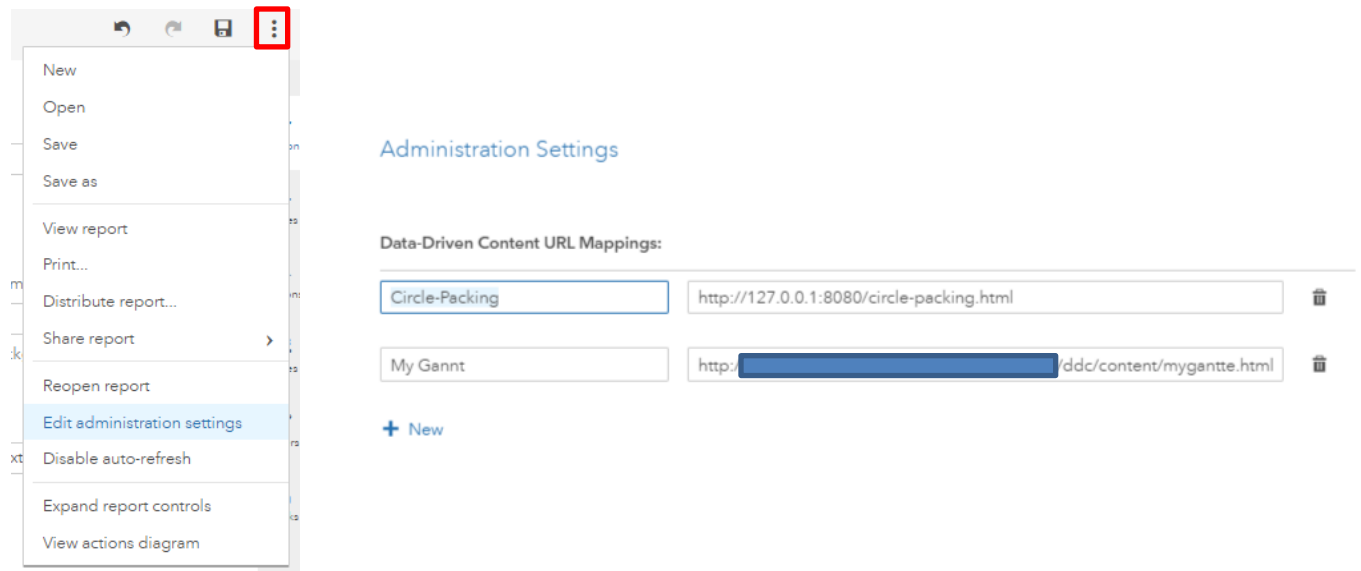 New
Open
Save
Save as
View report
Print...
Distribute report...
Share report
Reopen report
Edit administration settings
Disable auto-refresh
Expand report controls
View actions diagram
Administration Settings
Data-Driven Content URL Mappings:
Circle-Packing http://127.0.0.1:8080/circle-packing.html
My Gannt http:/ /ddc/content/mygantte.html
+ New